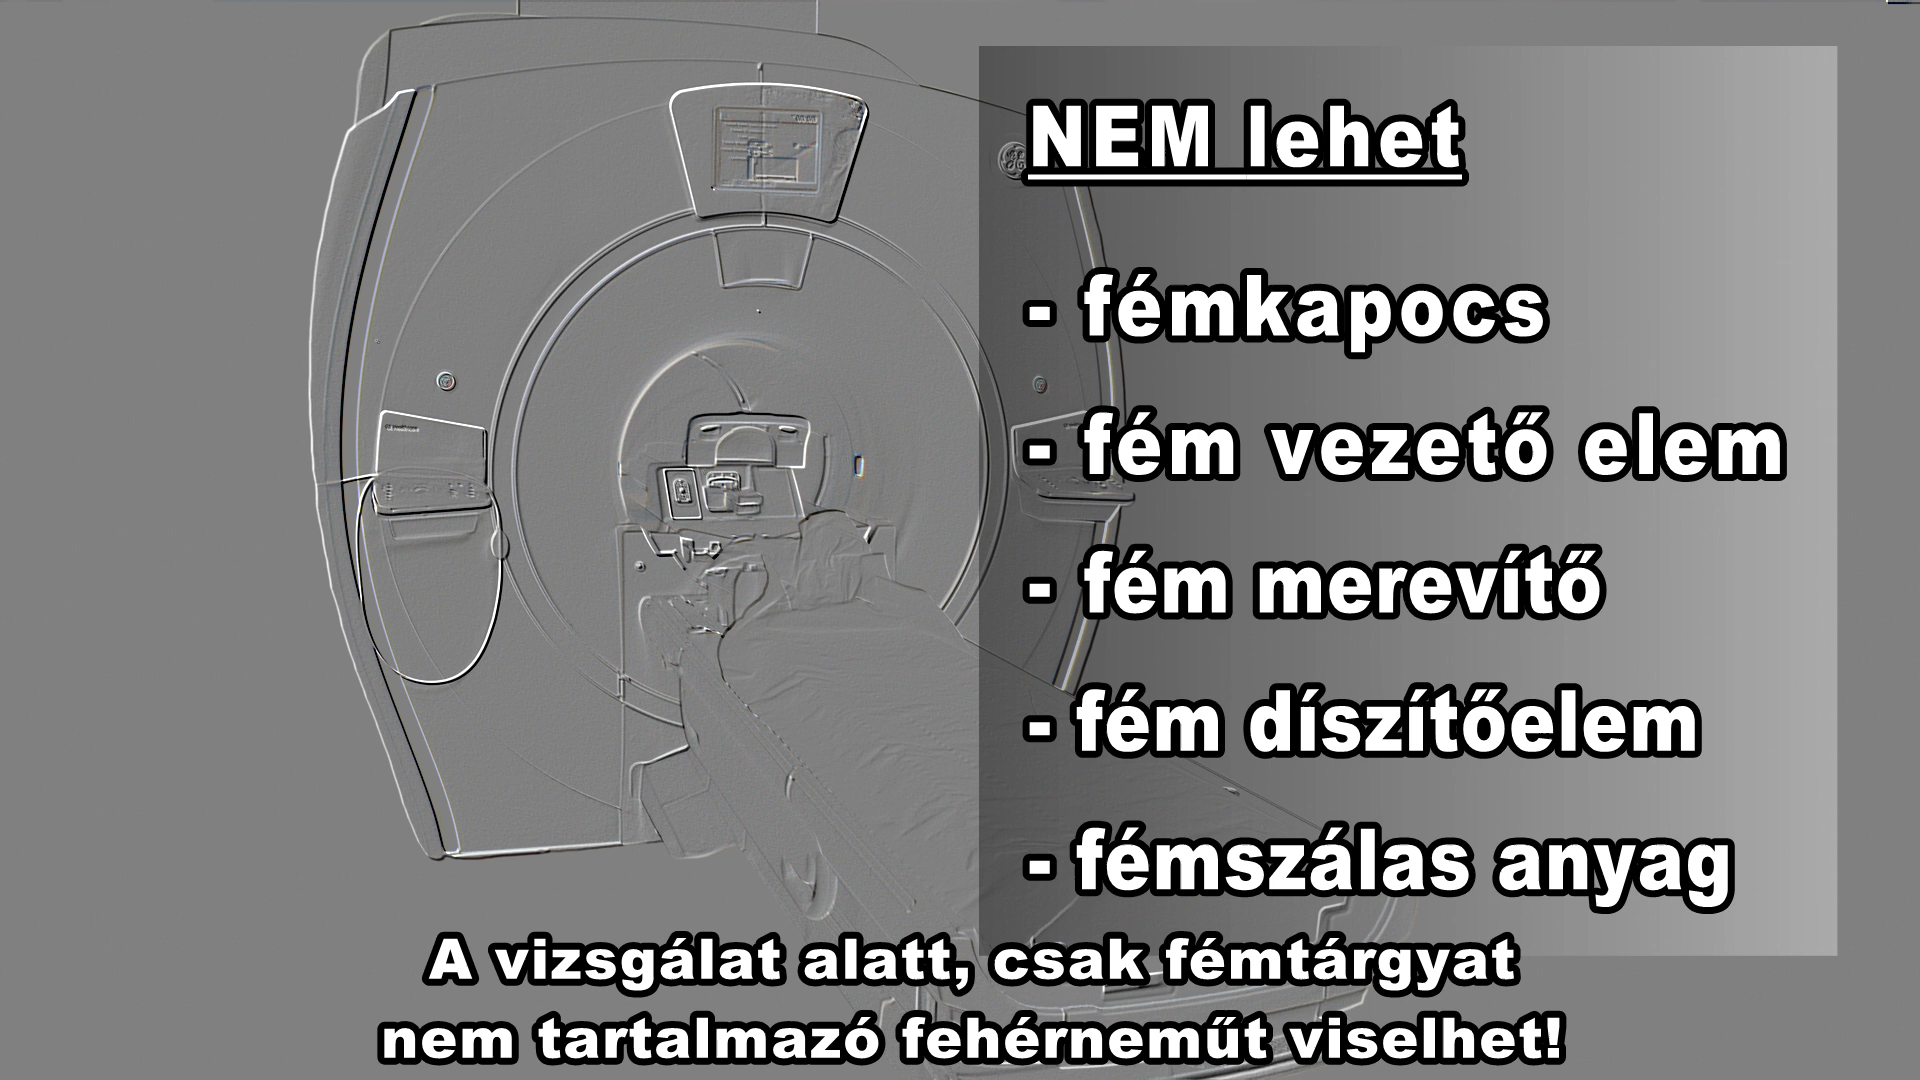 NEM lehet
- fémkapocs
- fém vezető elem
- fém merevítő
- fém díszítőelem
- fémszálas anyag
A vizsgálat alatt, csak fémtárgyat
nem tartalmazó fehérneműt viselhet!